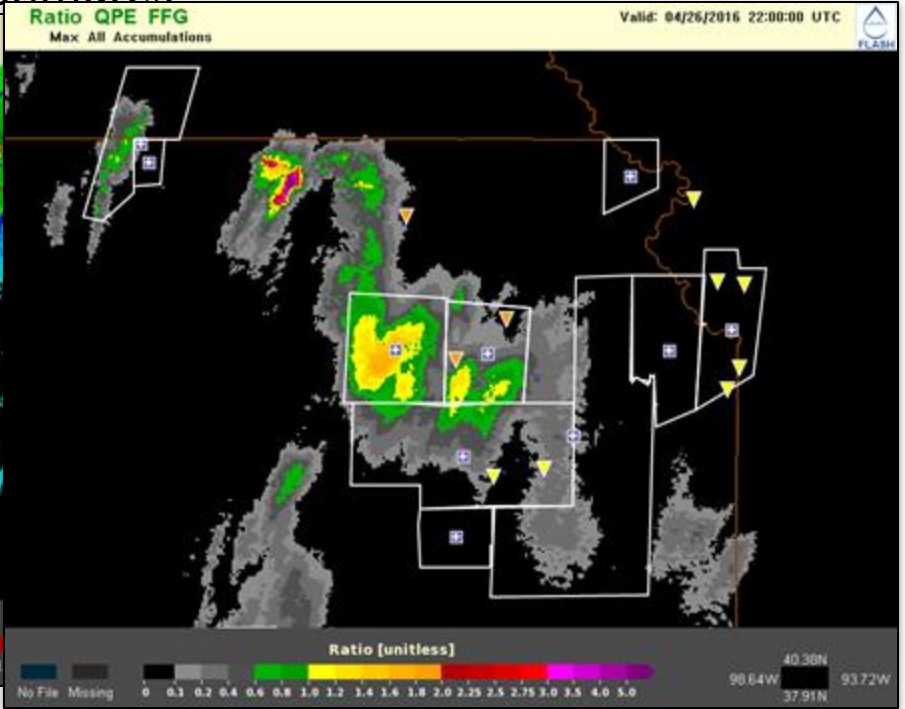 Ratio QPE FFG
Max All Accumulations
Valid: 04/26/2016 22:00:00 UTC
FLASH
Ratio [unitless]
No File Missing
0 0.1 0.2 0.4 0.6 0.8 1.0 1.2 1.4 1.6 1.8 2.0 2.25 2.5 2.75 3.0 3.5 4.0 5.0
40.38N
98.64W 93.72W
37.91N